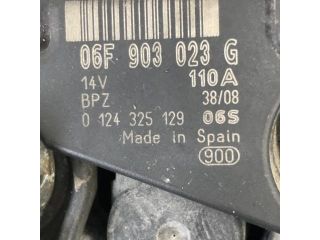 06F 903 023 G
14V 110A
BPZ 38/08
0 124 325 129 06S
Made in Spain
900